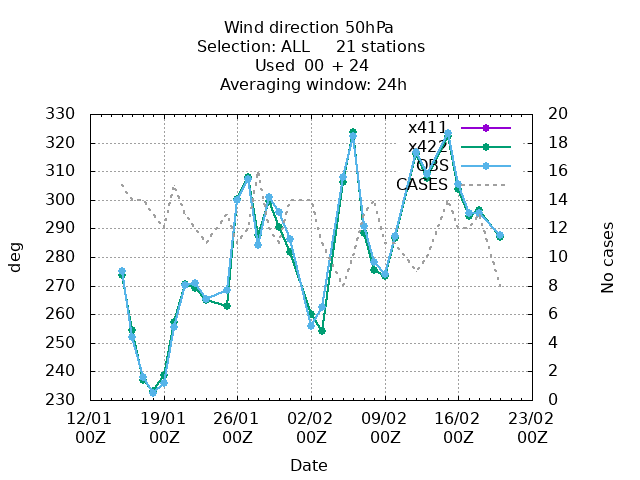 Wind direction 50hPa
Selection: ALL 21 stations
Used 00 + 24
Averaging window: 24h
330 20
320 18
310 16
300 14
290 12
280 10
270 8
260 6
250 4
240 2
230 0
x411
x422
OBS
CASES
deg
No cases
12/01 19/01 26/01 02/02 09/02 16/02 23/02
00Z 00Z 00Z 00Z 00Z 00Z 00Z
Date